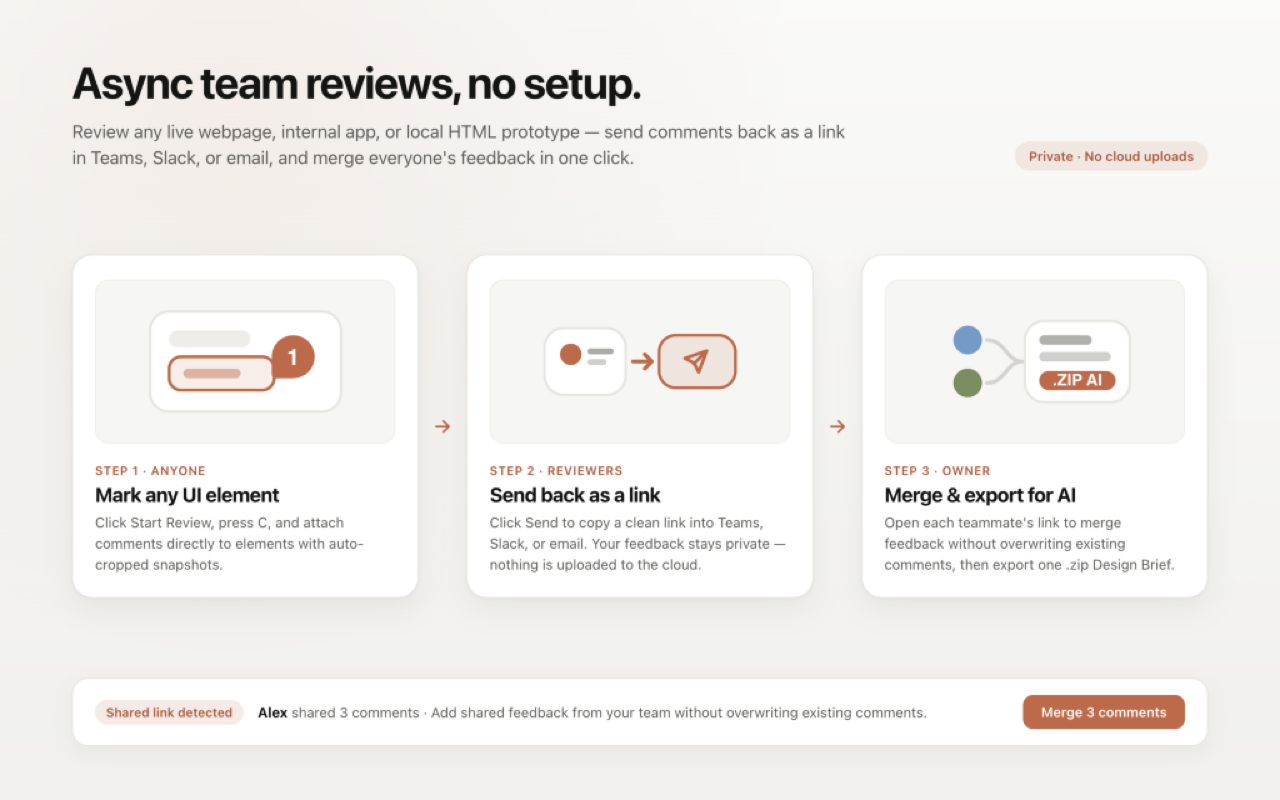 Async team reviews, no setup.
Review any live webpage, internal app, or local HTML prototype — send comments back as a link
in Teams, Slack, or email, and merge everyone's feedback in one click.
Private · No cloud uploads
1
STEP 1 · ANYONE
Mark any UI element
Click Start Review, press C, and attach
comments directly to elements with auto-
cropped snapshots.
→
STEP 2 · REVIEWERS
Send back as a link
Click Send to copy a clean link into Teams,
Slack, or email. Your feedback stays private —
nothing is uploaded to the cloud.
→
.ZIP AI
STEP 3 · OWNER
Merge & export for AI
Open each teammate's link to merge
feedback without overwriting existing
comments, then export one .zip Design Brief.
Shared link detected
Alex shared 3 comments · Add shared feedback from your team without overwriting existing comments.
Merge 3 comments